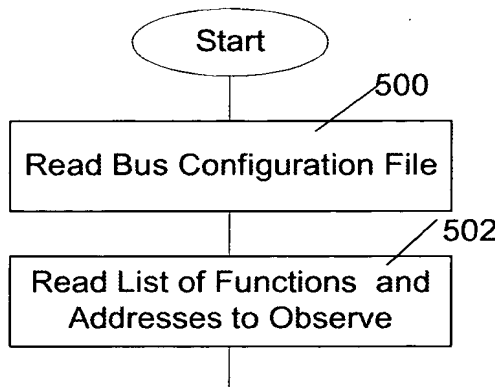 Start
500
Read Bus Configuration File
502
Read List of Functions and
Addresses to Observe